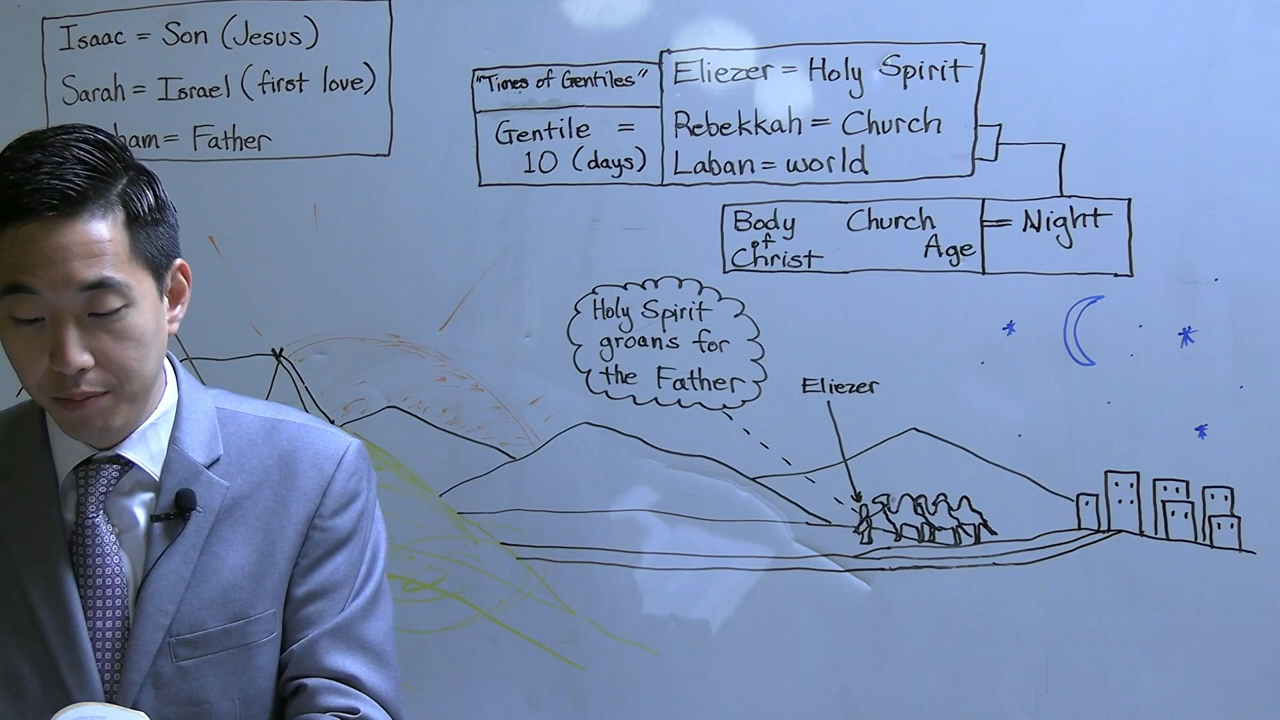 Isaac = Son (Jesus)
Sarah = Israel (first love)
ham = Father
"Times of Gentiles"
Gentile =
10 (days)
Eliezer = Holy Spirit
Rebekkah = Church
Laban = world
Body
of
Christ
Church
Age
= Night
Holy Spirit
groans for
the Father
Eliezer